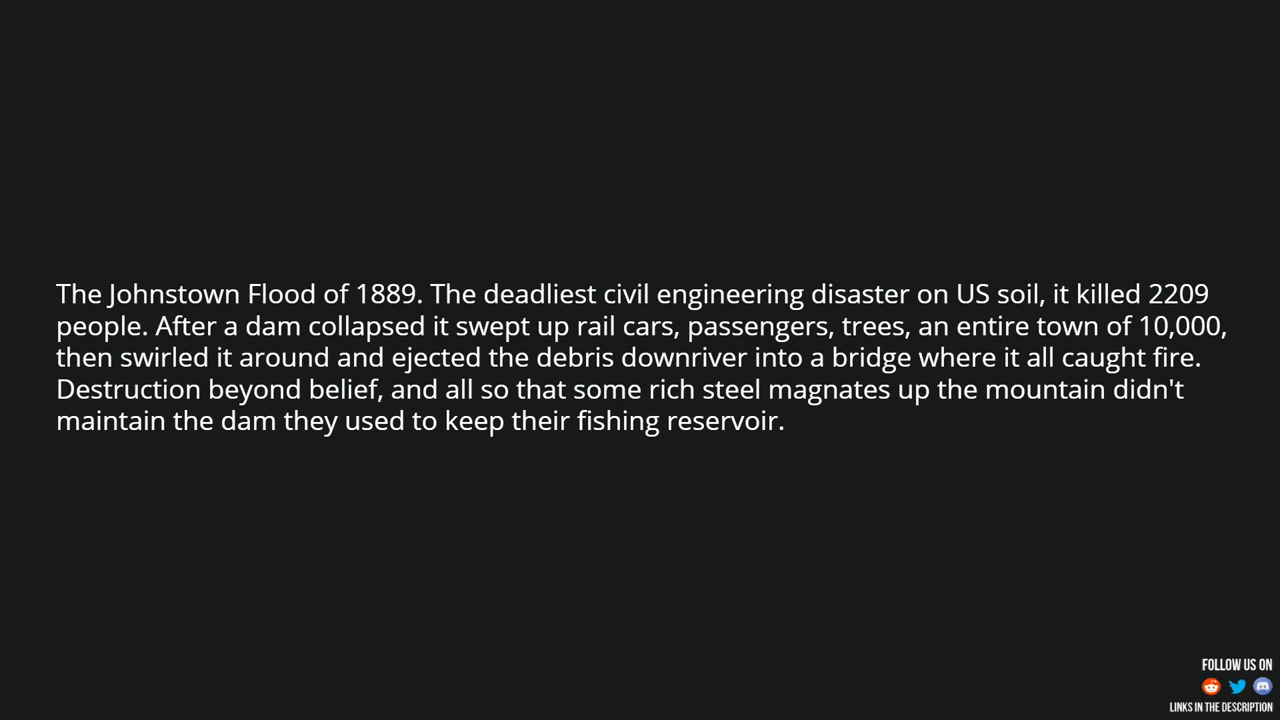 The Johnstown Flood of 1889. The deadliest civil engineering disaster on US soil, it killed 2209
people. After a dam collapsed it swept up rail cars, passengers, trees, an entire town of 10,000,
then swirled it around and ejected the debris downriver into a bridge where it all caught fire.
Destruction beyond belief, and all so that some rich steel magnates up the mountain didn't
maintain the dam they used to keep their fishing reservoir.
FOLLOW US ON
LINKS IN THE DESCRIPTION